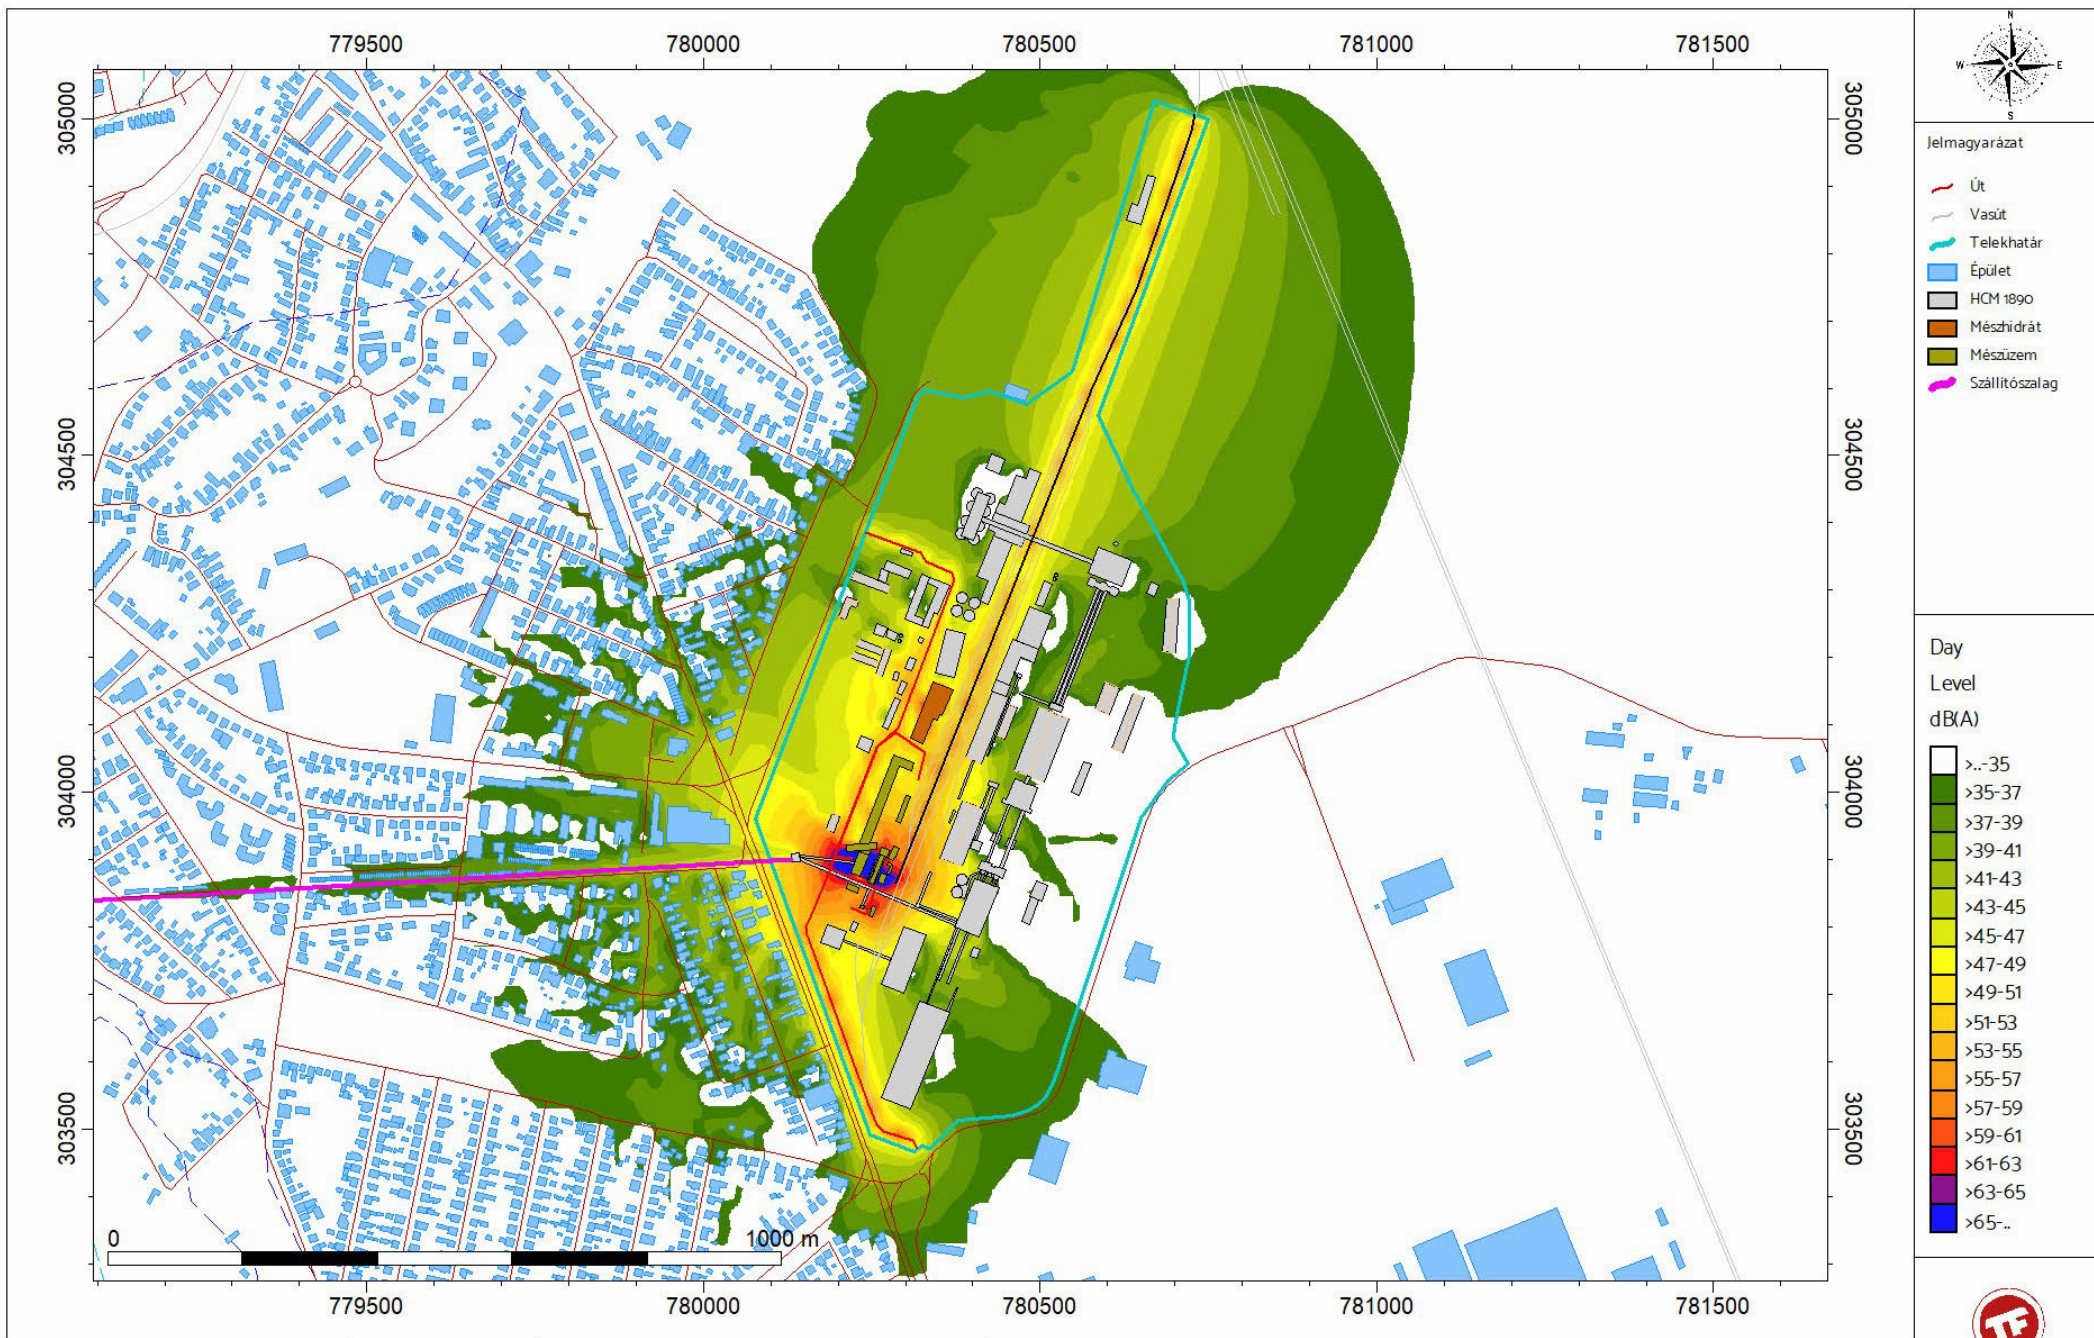 779500 780000 780500 781000 781500
305000
304500
304000
303500
305000
304500
304000
303500
0 1000 m
779500 780000 780500 781000 781500
N
W E
S
Jelmagyarázat
Út
Vasút
Telekhatár
Épület
HCM 1890
Mészhidrát
Mészüzem
Szállítószalag
Day
Level
dB(A)
>..-35
>35-37
>37-39
>39-41
>41-43
>43-45
>45-47
>47-49
>49-51
>51-53
>53-55
>55-57
>57-59
>59-61
>61-63
>63-65
>65-..
TF